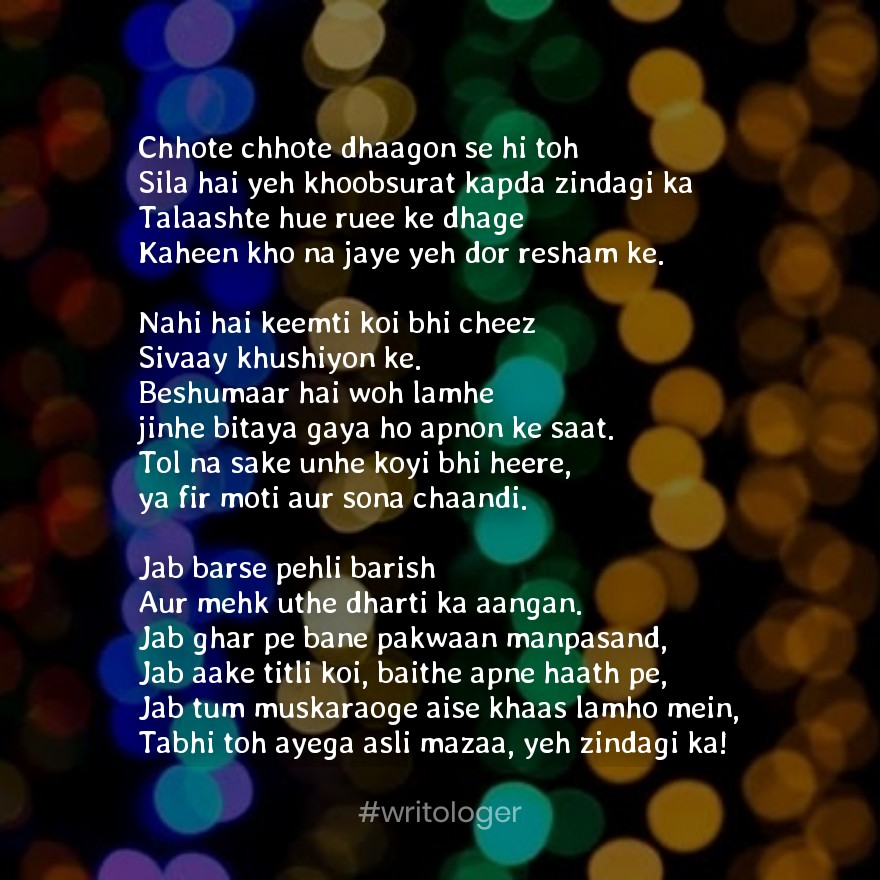 Chhote chhote dhaagon se hi toh
Sila hai yeh khoobsurat kapda zindagi ka
Talaashte hue ruee ke dhage
Kaheen kho na jaye yeh dor resham ke.
Nahi hai keemti koi bhi cheez
Sivaay khushiyon ke.
Beshumaar hai woh lamhe
jinhe bitaya gaya ho apnon ke saat.
Tol na sake unhe koyi bhi heere,
ya fir moti aur sona chaandi.
Jab barse pehli barish
Aur mehk uthe dharti ka aangan.
Jab ghar pe bane pakwaan manpasand,
Jab aake titli koi, baithe apne haath pe,
Jab tum muskaraoge aise khaas lamho mein,
Tabhi toh ayega asli mazaa, yeh zindagi ka!
#writologer